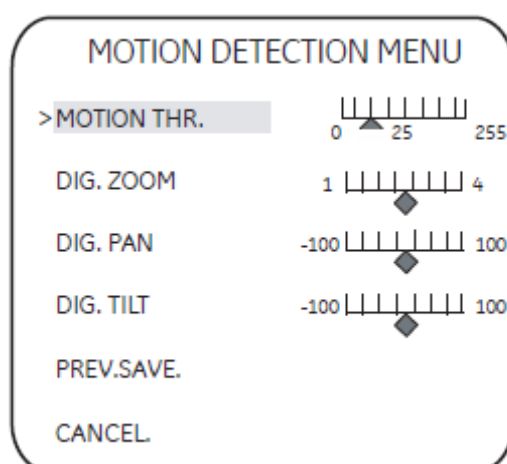 MOTION DETECTION MENU
>MOTION THR.
0 25 255
DIG. ZOOM 1 4
DIG. PAN -100 100
DIG. TILT -100 100
PREV.SAVE.
CANCEL.